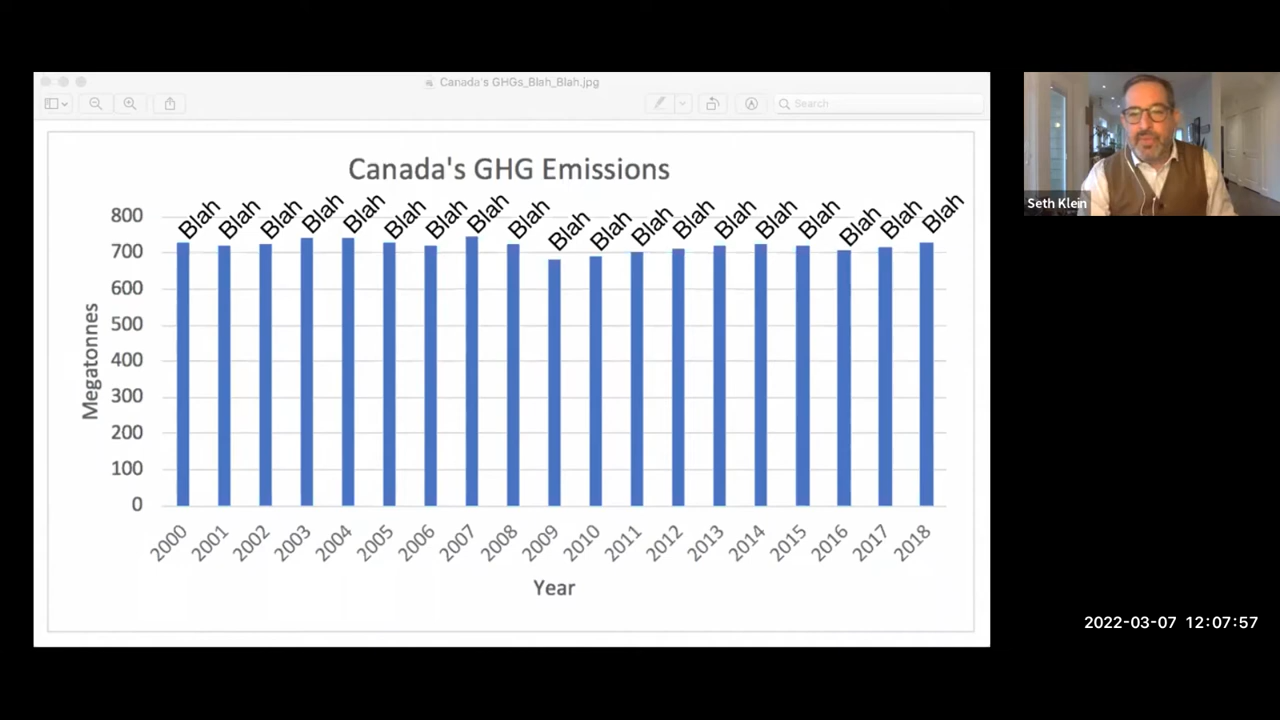 Canada's GHGs_Blah_Blah.jpg
Search
Canada's GHG Emissions
Blah Blah Blah Blah Blah Blah Blah Blah Blah Blah Blah Blah Blah Blah Blah Blah Blah Blah Blah
800
700
600
500
400
300
200
100
0
Megatonnes
2000 2001 2002 2003 2004 2005 2006 2007 2008 2009 2010 2011 2012 2013 2014 2015 2016 2017 2018
Year
Seth Klein
2022-03-07 12:07:57